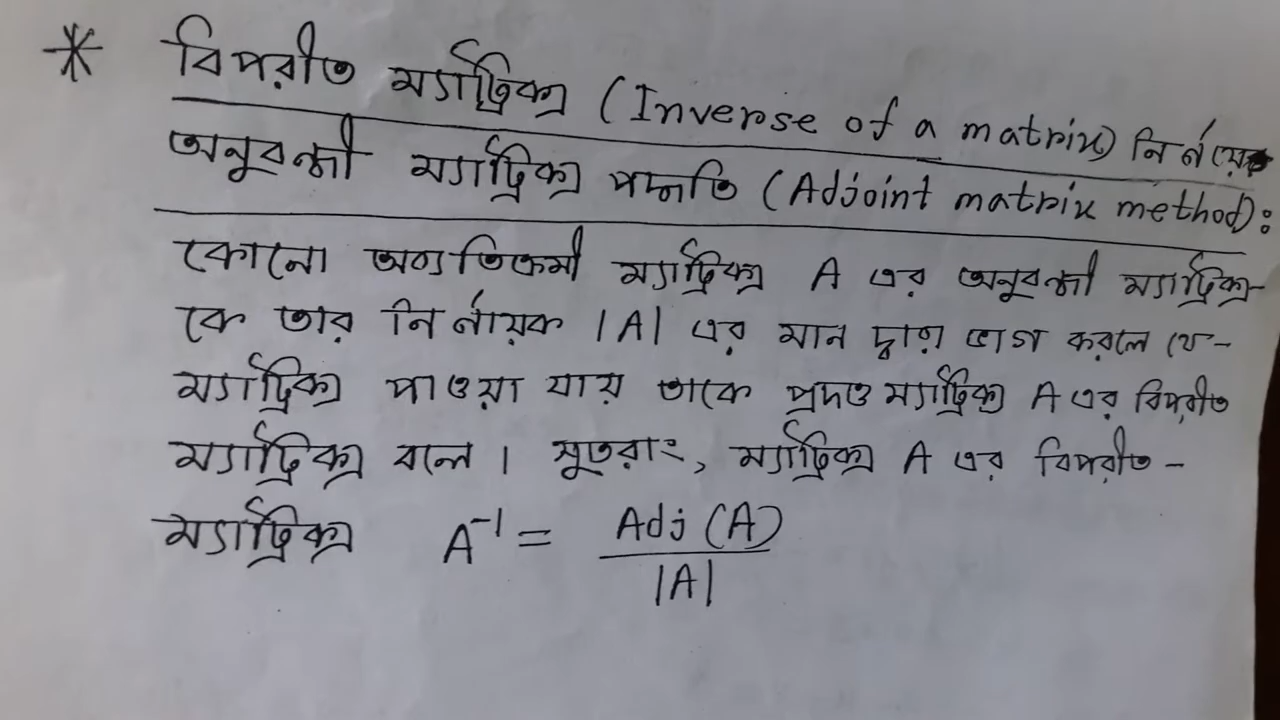 * বিপরীত ম্যাট্রিক্স (Inverse of a matrix) নির্ণয়ের
অনুবন্ধী ম্যাট্রিক্স পদ্ধতি (Adjoint matrix method):
কোনো অব্যতিক্রমী ম্যাট্রিক্স A এর অনুবন্ধী ম্যাট্রিক্স-
কে তার নির্ণায়ক |A| এর মান দ্বারা ভাগ করলে যে-
ম্যাট্রিক্স পাওয়া যায় তাকে প্রদত্ত ম্যাট্রিক্স A এর বিপরীত
ম্যাট্রিক্স বলে। সুতরাং, ম্যাট্রিক্স A এর বিপরীত -
ম্যাট্রিক্স A⁻¹ = Adj (A) / |A|